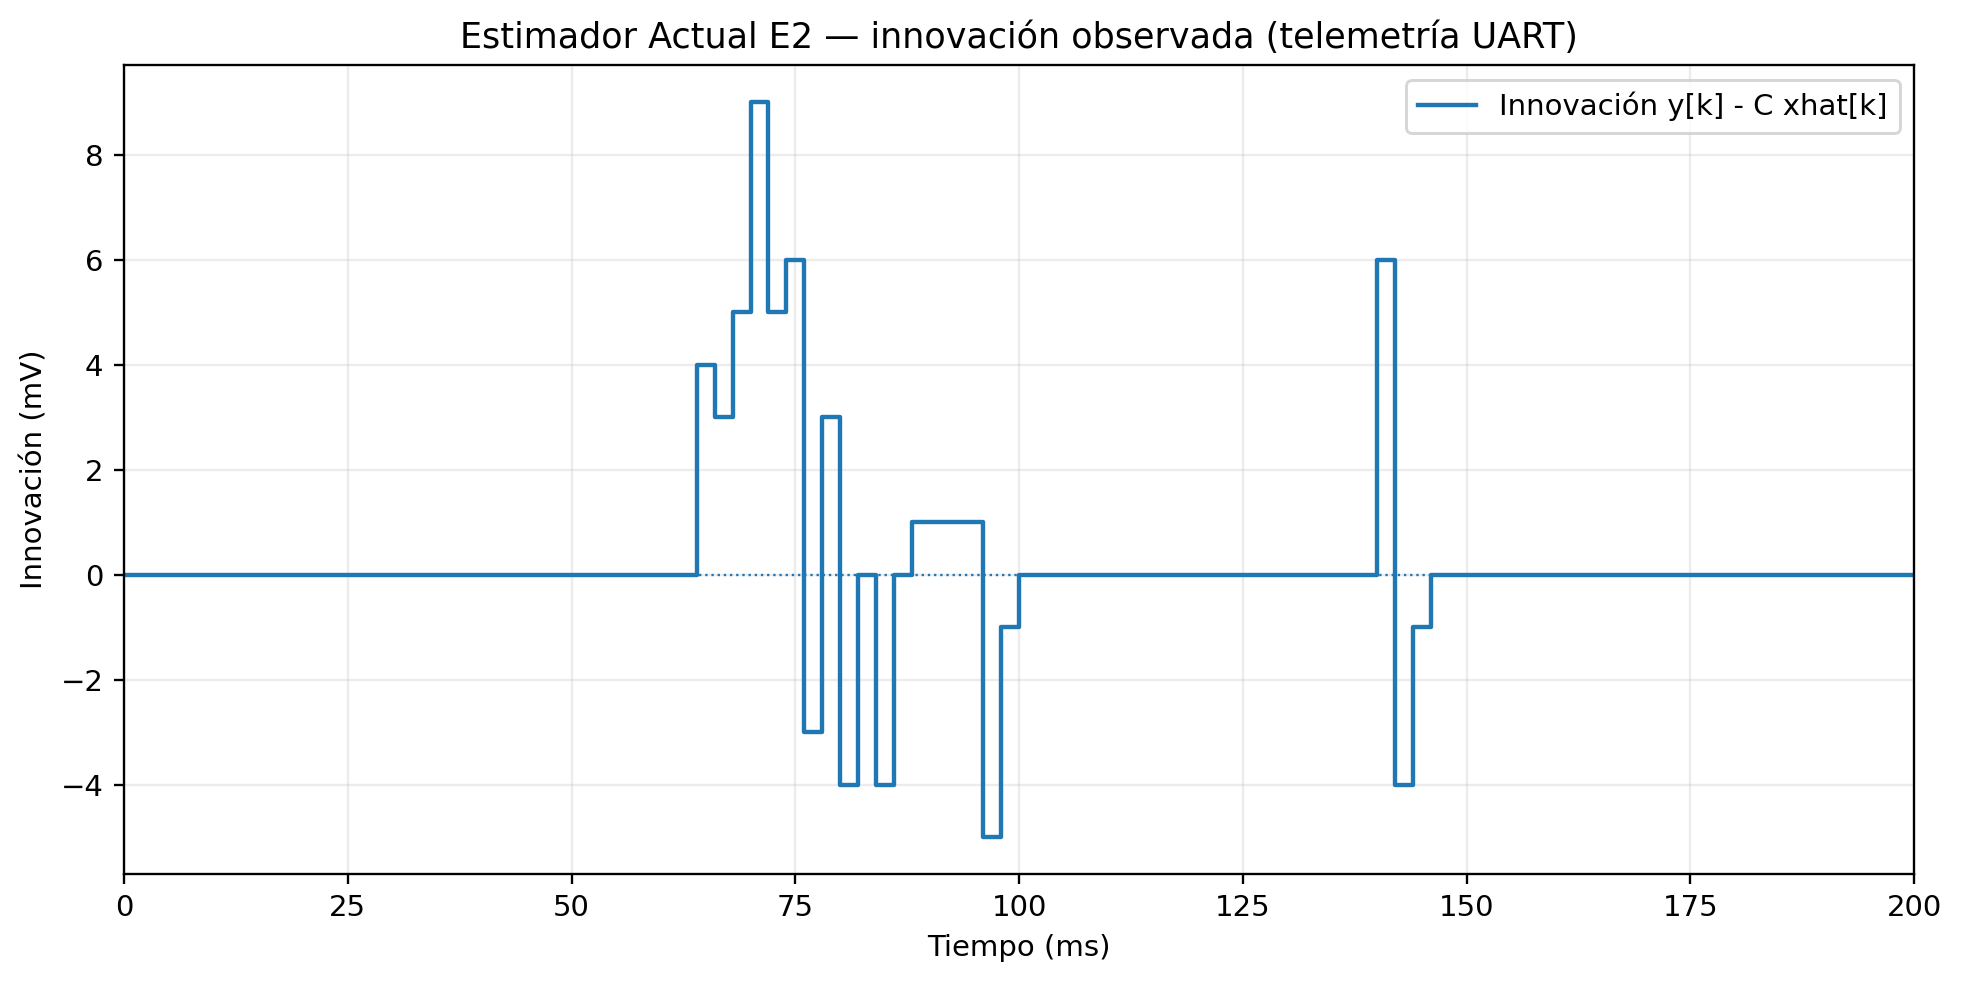 Estimador Actual E2 — innovación observada (telemetría UART)
Innovación y[k] - C xhat[k]
Innovación (mV)
8
6
4
2
0
−2
−4
0 25 50 75 100 125 150 175 200
Tiempo (ms)